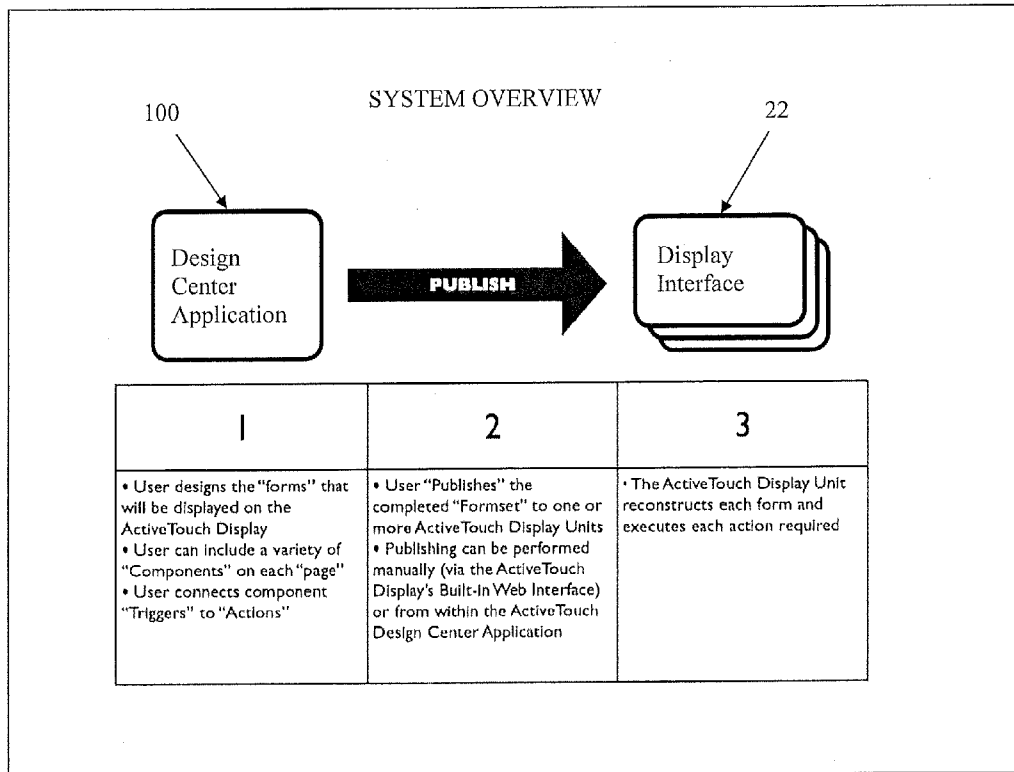 SYSTEM OVERVIEW
100
22
Design
Center
Application
PUBLISH
Display
Interface
1
2
3
• User designs the "forms" that
will be displayed on the
ActiveTouch Display
• User can include a variety of
"Components" on each "page"
• User connects component
"Triggers" to "Actions"
• User "Publishes" the
completed "Formset" to one or
more ActiveTouch Display Units
• Publishing can be performed
manually (via the ActiveTouch
Display's Built-In Web Interface)
or from within the ActiveTouch
Design Center Application
• The ActiveTouch Display Unit
reconstructs each form and
executes each action required